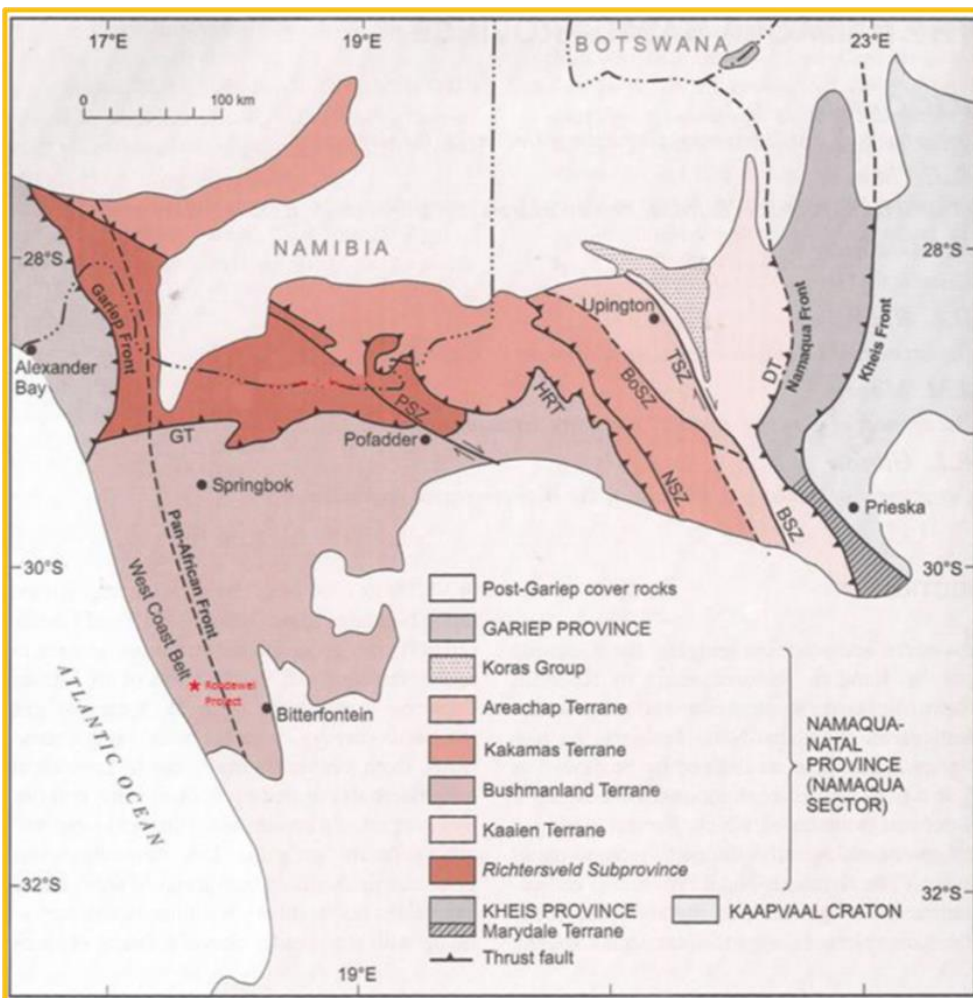 17°E
19°E
BOTSWANA
23°E
0
100 km
NAMIBIA
28°S
28°S
Gariep Front
Upington
Alexander
Bay
TSZ
BoSZ
DT
Namaqua Front
Kheis Front
PSZ
HRT
GT
Pofadder
Springbok
NSZ
BSZ
Prieska
30°S
30°S
Pan-African Front
West Coast Belt
Project
Bitterfontein
ATLANTIC OCEAN
Post-Gariep cover rocks
GARIEP PROVINCE
Koras Group
Areachap Terrane
Kakamas Terrane
Bushmanland Terrane
Kaaien Terrane
Richtersveld Subprovince
NAMAQUA-
NATAL
PROVINCE
(NAMAQUA
SECTOR)
32°S
32°S
KHEIS PROVINCE
Marydale Terrane
KAAPVAAL CRATON
Thrust fault
19°E